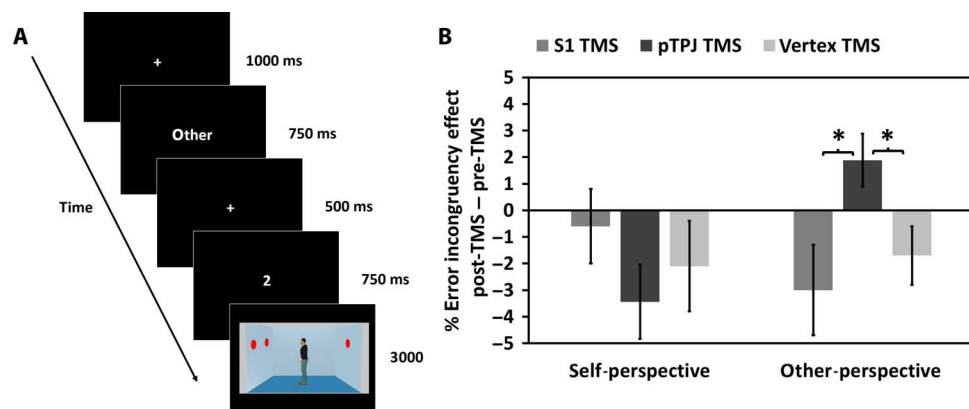 A
+
1000 ms
Other
750 ms
+
500 ms
Time
2
750 ms
3000
B
S1 TMS pTPJ TMS Vertex TMS
% Error incongruency effect
post-TMS – pre-TMS
5
4
3
2
1
0
–1
–2
–3
–4
–5
* *
Self-perspective Other-perspective